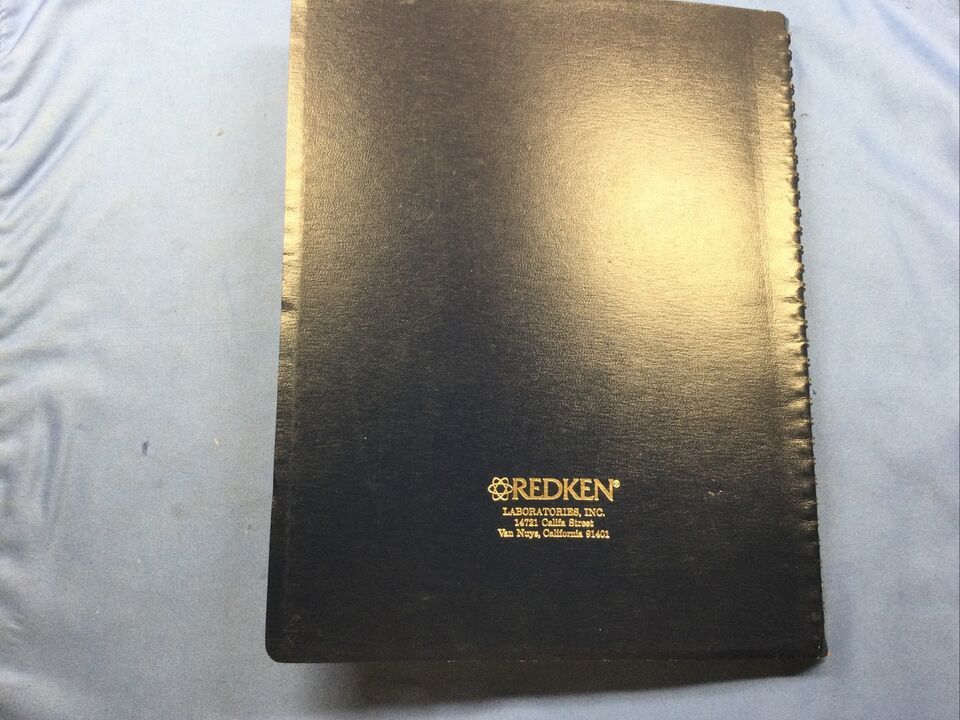 REDKEN®
LABORATORIES, INC.
14721 Califa Street
Van Nuys, California 91401